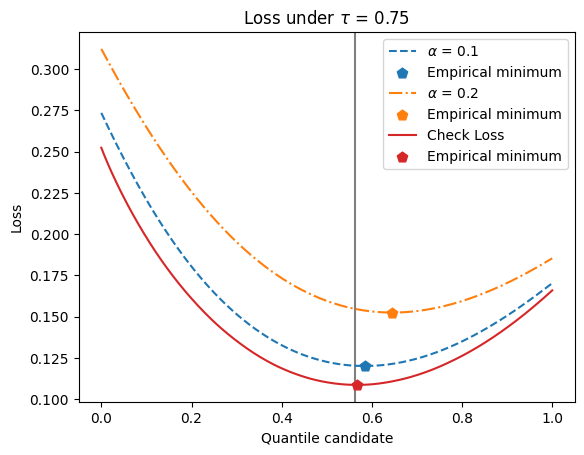 Loss under τ = 0.75
α = 0.1
Empirical minimum
α = 0.2
Empirical minimum
Check Loss
Empirical minimum
Loss
0.300
0.275
0.250
0.225
0.200
0.175
0.150
0.125
0.100
0.0 0.2 0.4 0.6 0.8 1.0
Quantile candidate